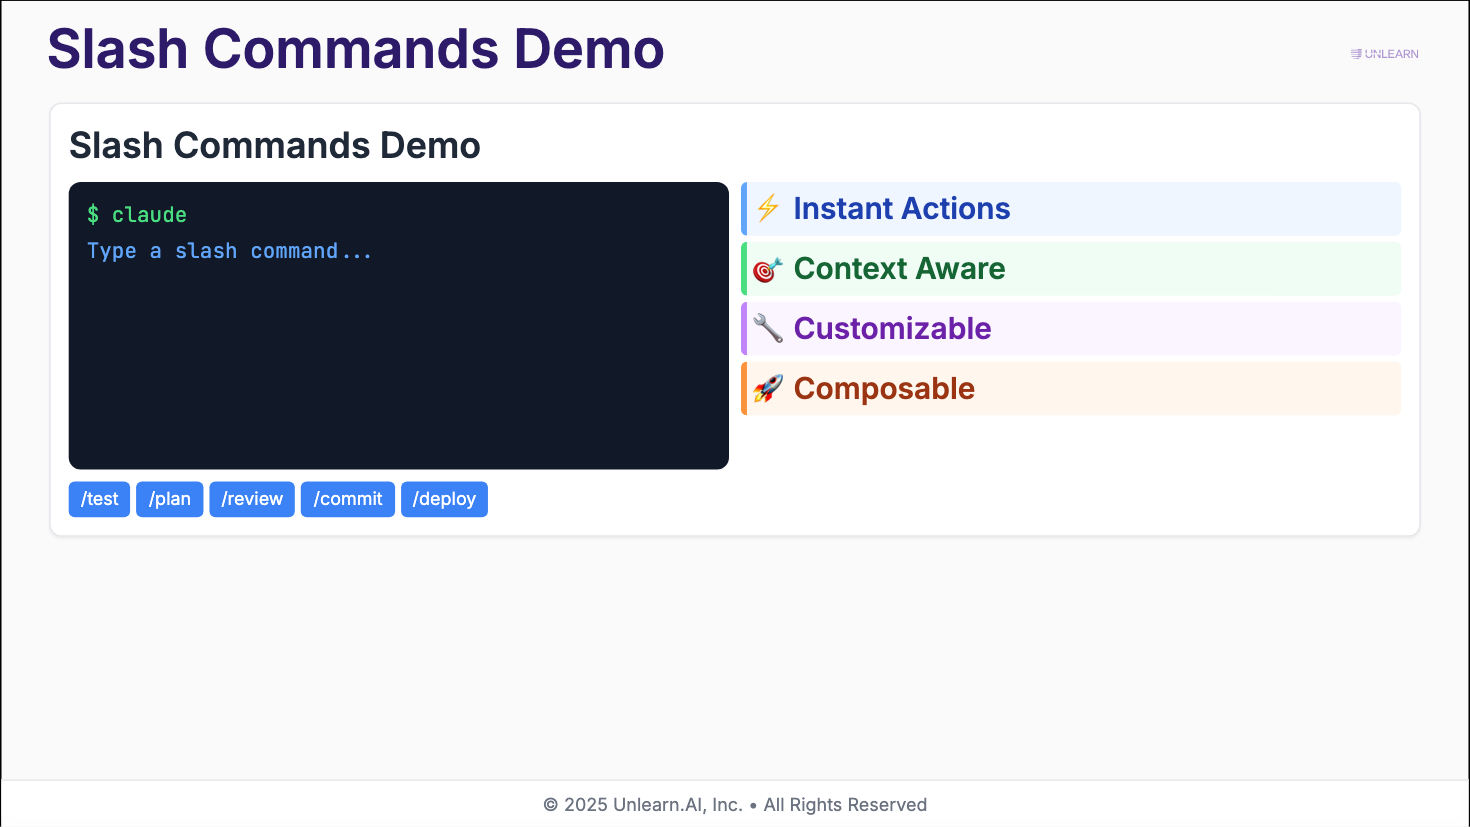 Slash Commands Demo
UNLEARN
Slash Commands Demo
$ claude
Type a slash command...
⚡ Instant Actions
🎯 Context Aware
🔧 Customizable
🚀 Composable
/test /plan /review /commit /deploy
© 2025 Unlearn.AI, Inc. • All Rights Reserved